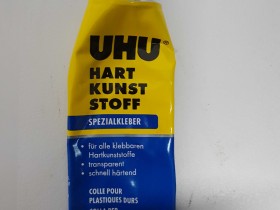 UHU®
HART
KUNST
STOFF
SPEZIALKLEBER
• für alle klebbaren
Hartkunststoffe
• transparent
• schnell härtend
COLLE POUR
PLASTIQUES DURS